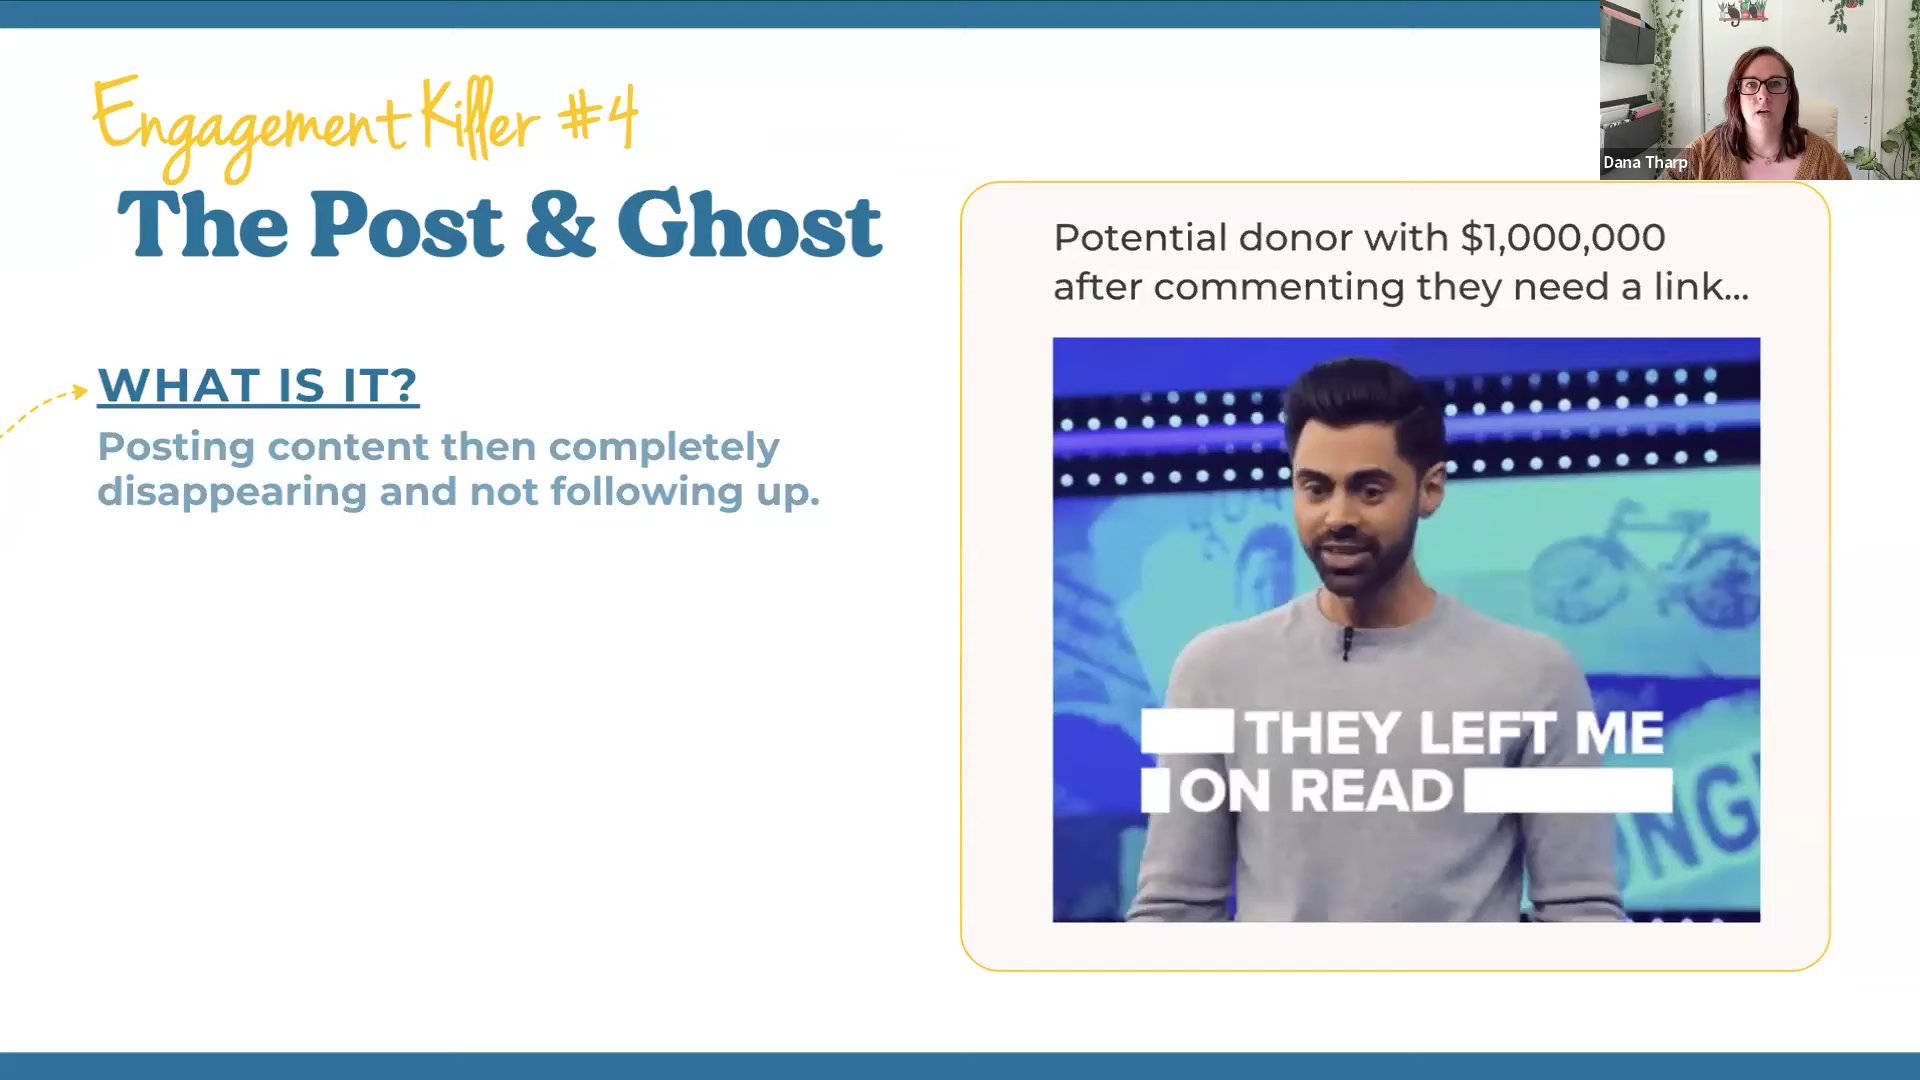 Engagement Killer #4
The Post & Ghost
WHAT IS IT?
Posting content then completely
disappearing and not following up.
Potential donor with $1,000,000
after commenting they need a link...
THEY LEFT ME
ON READ
Dana Tharp